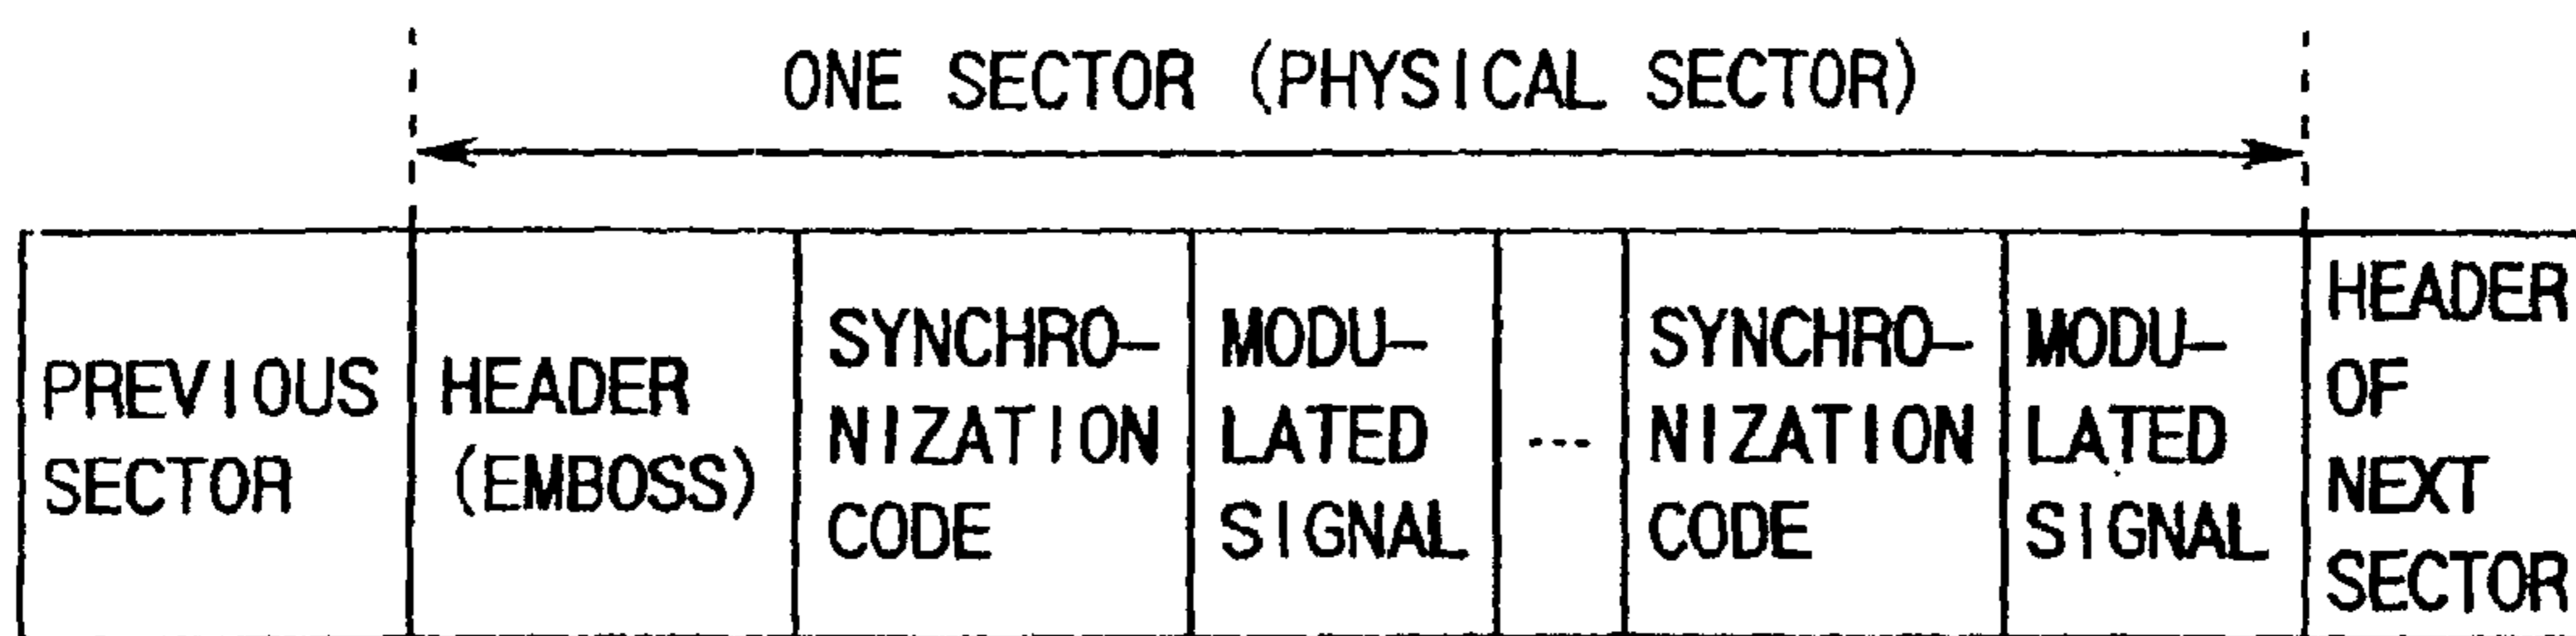 ONE SECTOR (PHYSICAL SECTOR)
PREVIOUS
SECTOR
HEADER
(EMBOSS)
SYNCHRO-
NIZATION
CODE
MODU-
LATED
SIGNAL
---
SYNCHRO-
NIZATION
CODE
MODU-
LATED
SIGNAL
HEADER
OF
NEXT
SECTOR